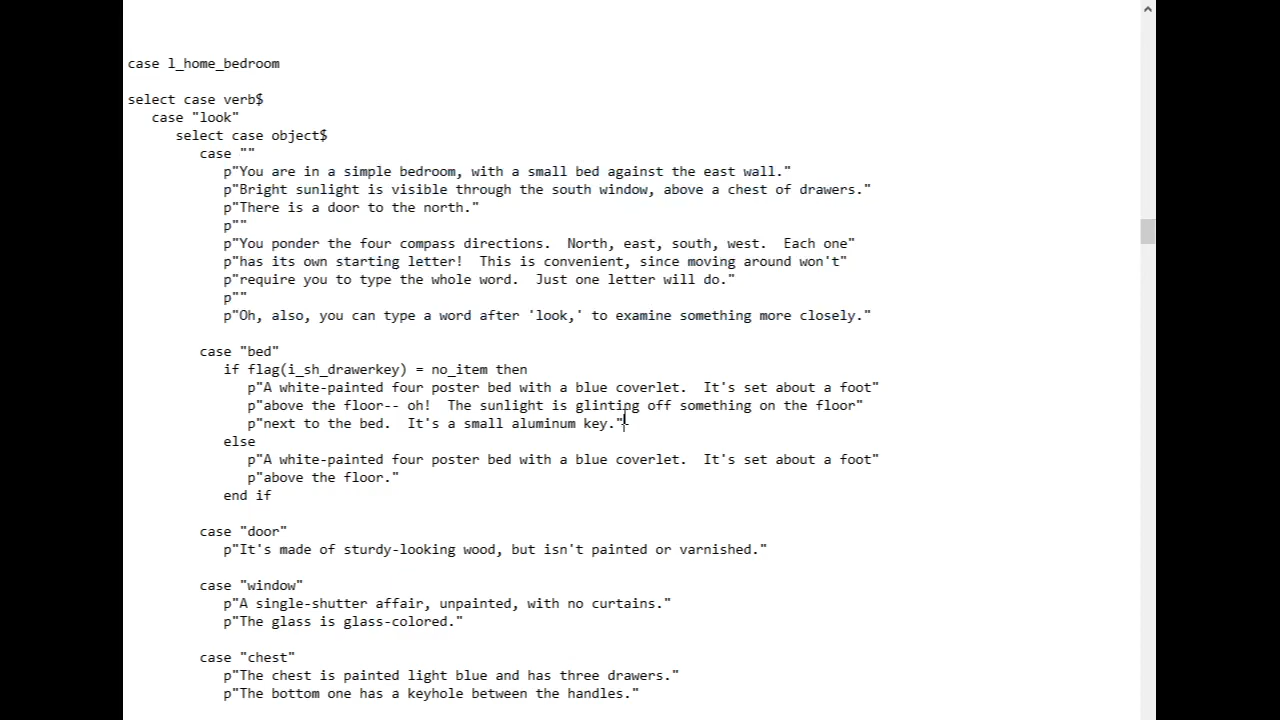 case l_home_bedroom
select case verb$
case "look"
select case object$
case ""
p"You are in a simple bedroom, with a small bed against the east wall."
p"Bright sunlight is visible through the south window, above a chest of drawers."
p"There is a door to the north."
p""
p"You ponder the four compass directions.  North, east, south, west.  Each one"
p"has its own starting letter!  This is convenient, since moving around won't"
p"require you to type the whole word.  Just one letter will do."
p""
p"Oh, also, you can type a word after 'look,' to examine something more closely."
case "bed"
if flag(i_sh_drawerkey) = no_item then
p"A white-painted four poster bed with a blue coverlet.  It's set about a foot"
p"above the floor-- oh!  The sunlight is glinting off something on the floor"
p"next to the bed.  It's a small aluminum key."
else
p"A white-painted four poster bed with a blue coverlet.  It's set about a foot"
p"above the floor."
end if
case "door"
p"It's made of sturdy-looking wood, but isn't painted or varnished."
case "window"
p"A single-shutter affair, unpainted, with no curtains."
p"The glass is glass-colored."
case "chest"
p"The chest is painted light blue and has three drawers."
p"The bottom one has a keyhole between the handles."